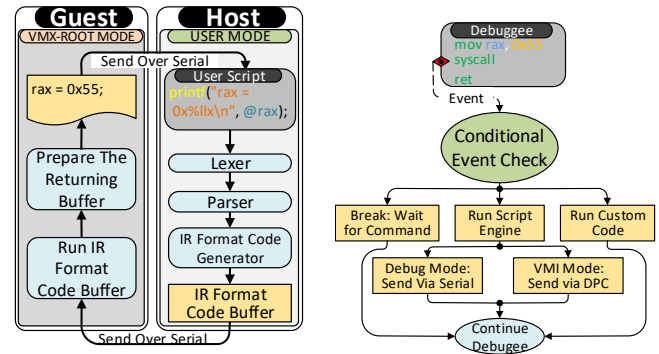 Guest
VMX-ROOT MODE
rax = 0x55;
Prepare The
Returning
Buffer
Run IR
Format
Code Buffer
Send Over Serial
Host
USER MODE
User Script
printf("rax =
0x%llx\n", @rax);
Lexer
Parser
IR Format Code
Generator
IR Format
Code Buffer
Send Over Serial
Debuggee
mov rax, 0x55
syscall
ret
Event
Conditional
Event Check
Break: Wait
for Command
Run Script
Engine
Run Custom
Code
Debug Mode:
Send Via Serial
VMI Mode:
Send via DPC
Continue
Debugee